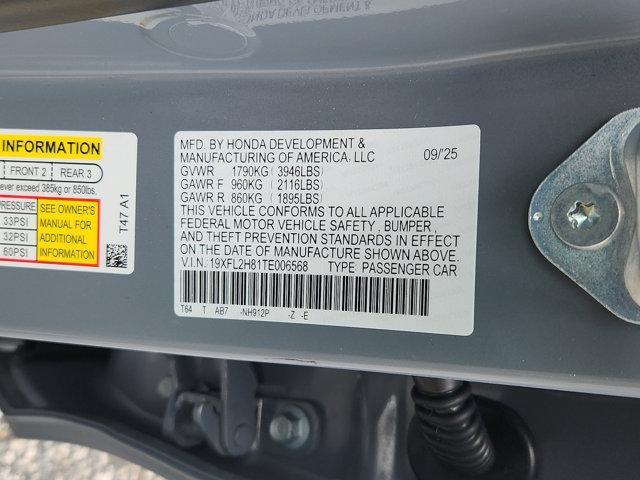 INFORMATION
FRONT 2 REAR 3
ever exceed 385kg or 850lbs.
PRESSURE SEE OWNER'S
33PSI MANUAL FOR
32PSI ADDITIONAL
60PSI INFORMATION
T47 A1
MFD. BY HONDA DEVELOPMENT &
MANUFACTURING OF AMERICA, LLC 09/'25
GVWR 1790KG ( 3946LBS)
GAWR F 960KG ( 2116LBS)
GAWR R 860KG ( 1895LBS)
THIS VEHICLE CONFORMS TO ALL APPLICABLE
FEDERAL MOTOR VEHICLE SAFETY , BUMPER,
AND THEFT PREVENTION STANDARDS IN EFFECT
ON THE DATE OF MANUFACTURE SHOWN ABOVE.
V.I.N: 19XFL2H81TE006568 TYPE: PASSENGER CAR
T64 T AB7 -NH912P -Z -E